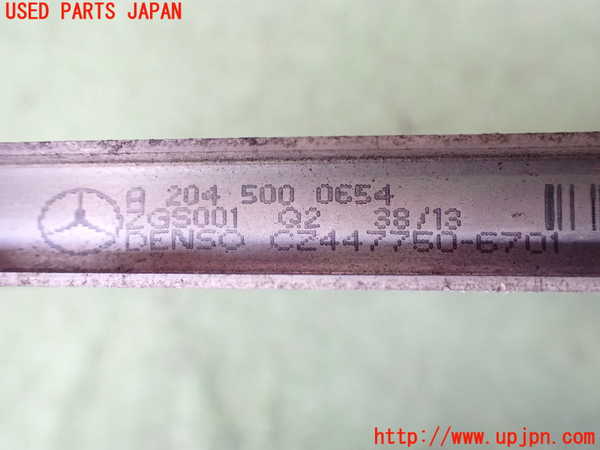 USED PARTS JAPAN
A 204 500 0654
ZGS001 Q2 38/13
DENSO CZ447750-6701
http://www.upjpn.com/